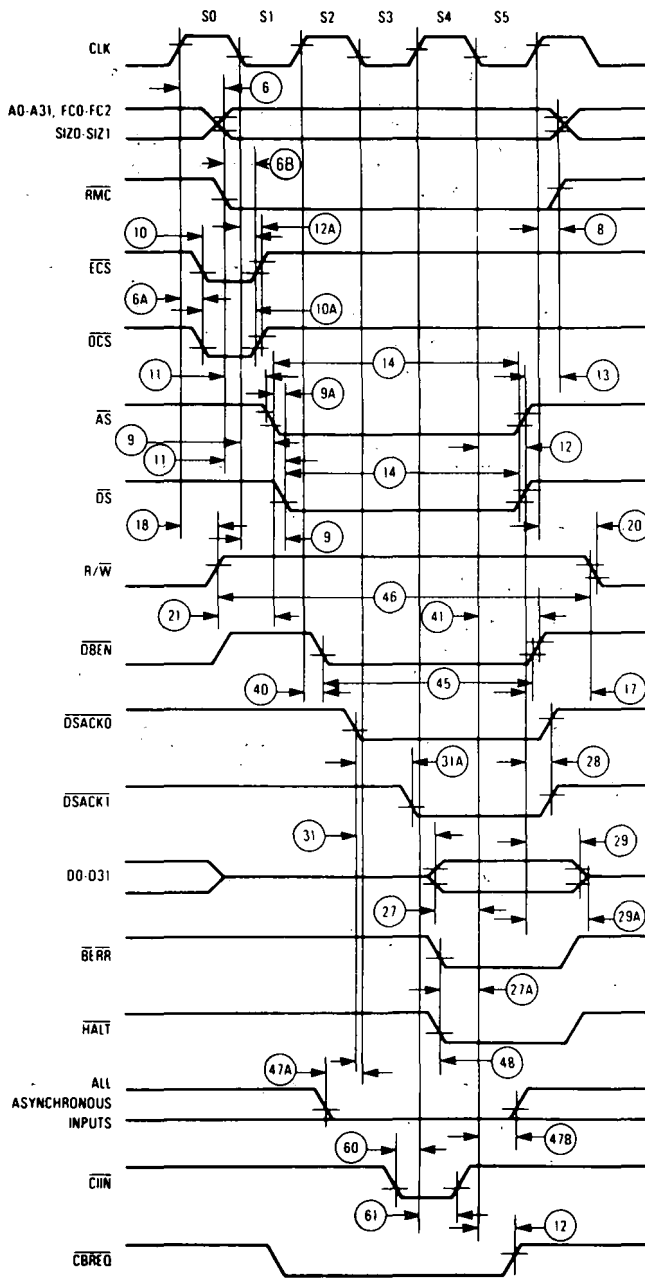 S0 S1 S2 S3 S4 S5
CLK
6
A0-A31, FC0-FC2
SIZ0-SIZ1
6B
RMC
10 12A 8
ECS
6A 10A
OCS
14
11 9A 13
AS
9 12
11 14
DS
18 9 20
R/W
46
21 41
DBEN
40 45 17
DSACK0
31A 28
DSACK1
31 29
D0-D31
27 29A
BERR
27A
HALT
48
47A
ALL
ASYNCHRONOUS
INPUTS
47B
60
CIIN
61
12
CBREQ